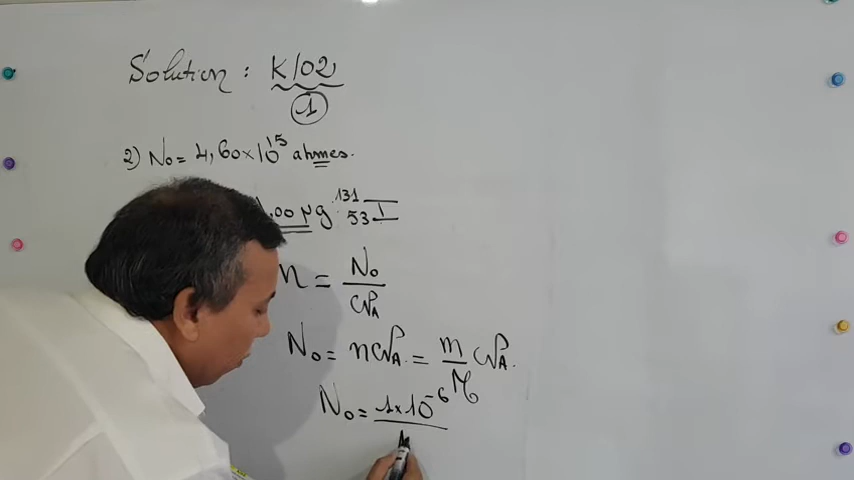 Solution : K102
1
2) N₀ = 4,60×10¹⁵ atomes.
1.00 μg ¹³¹₅₃I
n = N₀ / 𝒩A
N₀ = n𝒩A. = m/M 𝒩A.
N₀ = 1×10⁻⁶